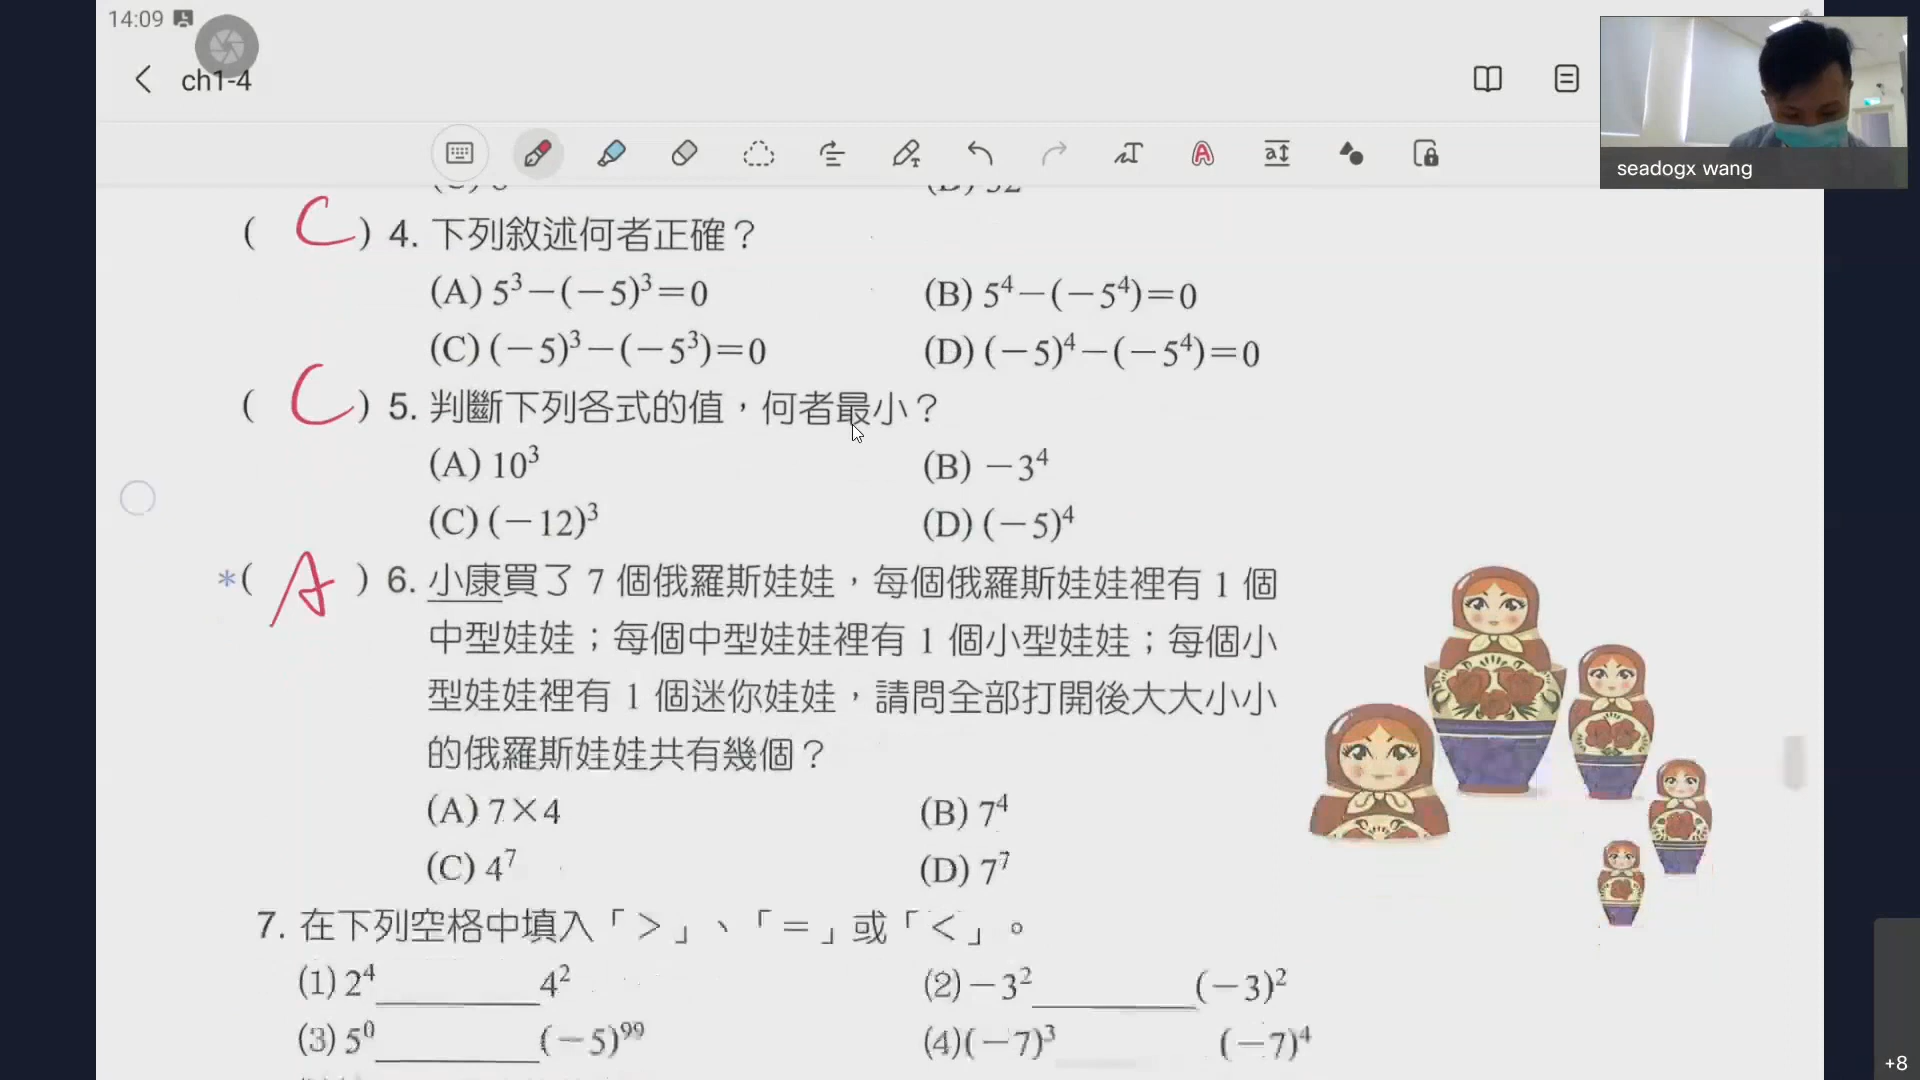 14:09
ch1-4
seadogx wang
( C ) 4. 下列敘述何者正確？
(A) 5³－(－5)³＝0 (B) 5⁴－(－5⁴)＝0
(C) (－5)³－(－5³)＝0 (D) (－5)⁴－(－5⁴)＝0
( C ) 5. 判斷下列各式的值，何者最小？
(A) 10³ (B) －3⁴
(C) (－12)³ (D) (－5)⁴
*( A ) 6. 小康買了 7 個俄羅斯娃娃，每個俄羅斯娃娃裡有 1 個
中型娃娃；每個中型娃娃裡有 1 個小型娃娃；每個小
型娃娃裡有 1 個迷你娃娃，請問全部打開後大大小小
的俄羅斯娃娃共有幾個？
(A) 7×4 (B) 7⁴
(C) 4⁷ (D) 7⁷
7. 在下列空格中填入「＞」、「＝」或「＜」。
(1) 2⁴________4² (2) －3²________(－3)²
(3) 5⁰________(－5)⁹⁹ (4)(－7)³ (－7)⁴
+8